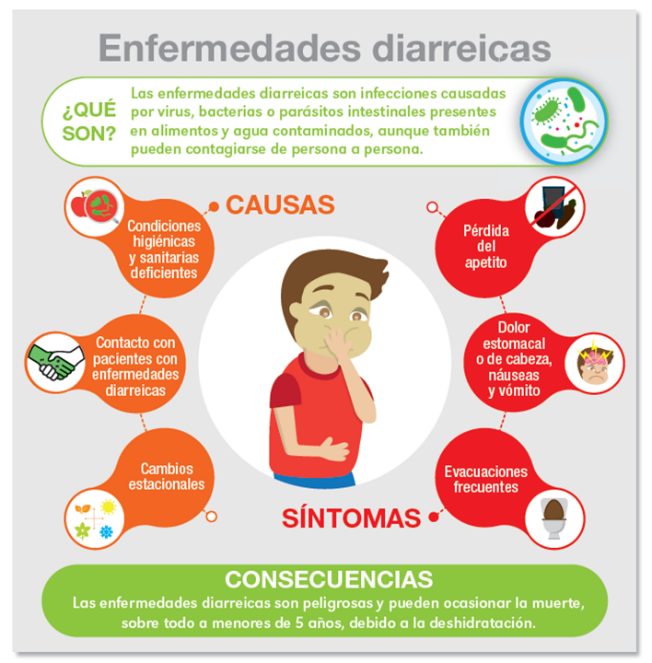 Enfermedades diarreicas
¿QUÉ
SON?
Las enfermedades diarreicas son infecciones causadas
por virus, bacterias o parásitos intestinales presentes
en alimentos y agua contaminados, aunque también
pueden contagiarse de persona a persona.
CAUSAS
Condiciones
higiénicas
y sanitarias
deficientes
Contacto con
pacientes con
enfermedades
diarreicas
Cambios
estacionales
Pérdida
del
apetito
Dolor
estomacal
o de cabeza,
náuseas
y vómito
Evacuaciones
frecuentes
SÍNTOMAS
CONSECUENCIAS
Las enfermedades diarreicas son peligrosas y pueden ocasionar la muerte,
sobre todo a menores de 5 años, debido a la deshidratación.